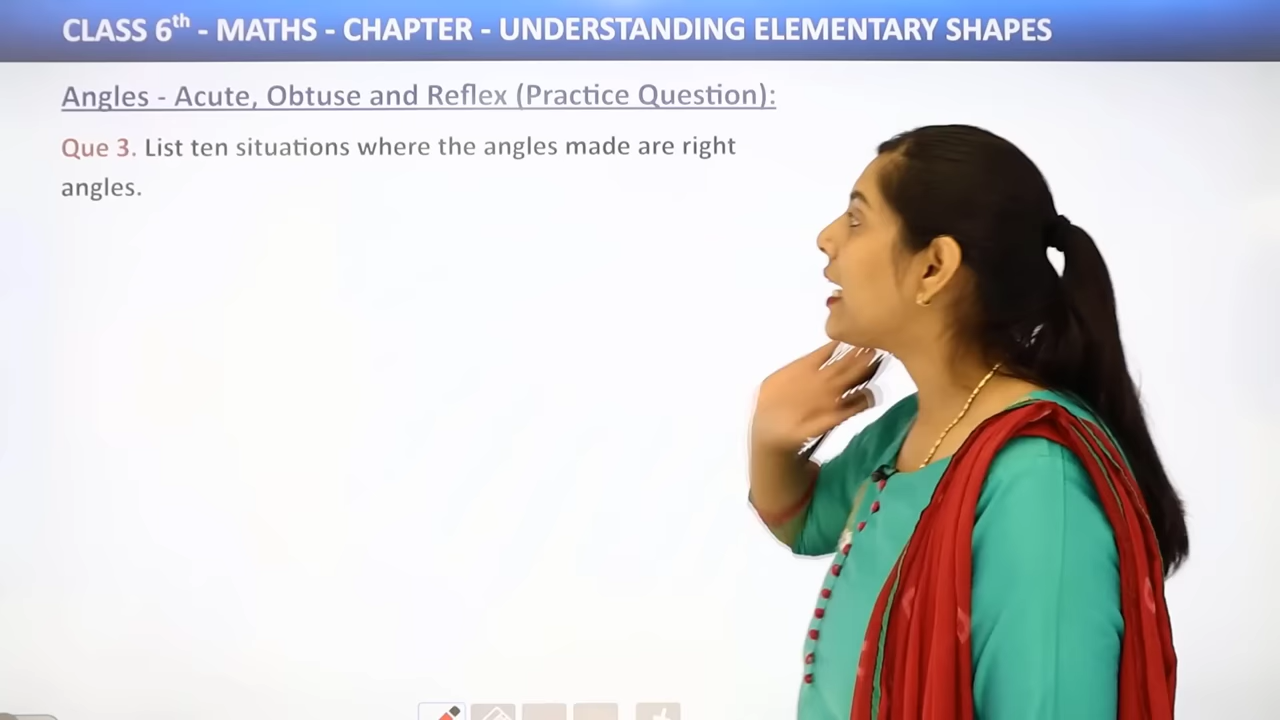 CLASS 6th - MATHS - CHAPTER - UNDERSTANDING ELEMENTARY SHAPES
Angles - Acute, Obtuse and Reflex (Practice Question):
Que 3. List ten situations where the angles made are right
angles.